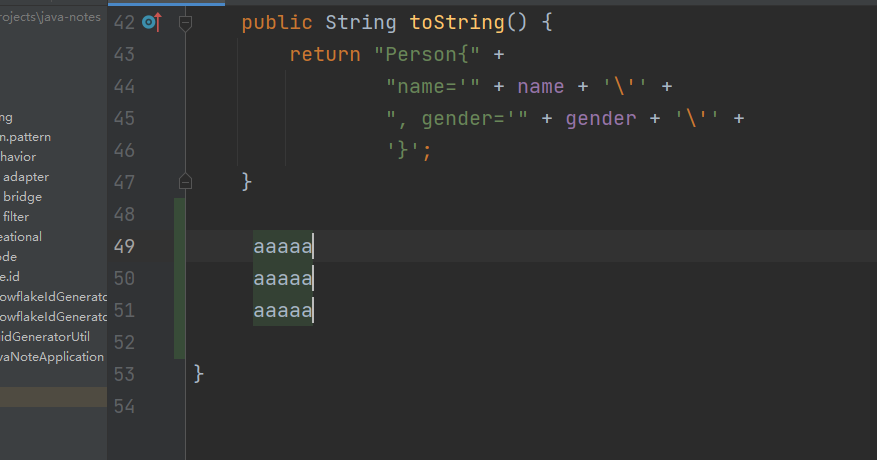 rojects\java-notes
ng
n.pattern
havior
adapter
bridge
filter
eational
ode
e.id
owflakeIdGenerato
owflakeIdGenerato
idGeneratorUtil
vaNoteApplication
42 public String toString() {
43 return "Person{" +
44 "name='" + name + '\'' +
45 ", gender='" + gender + '\'' +
46 '}';
47 }
48
49 aaaaa
50 aaaaa
51 aaaaa
52
53 }
54